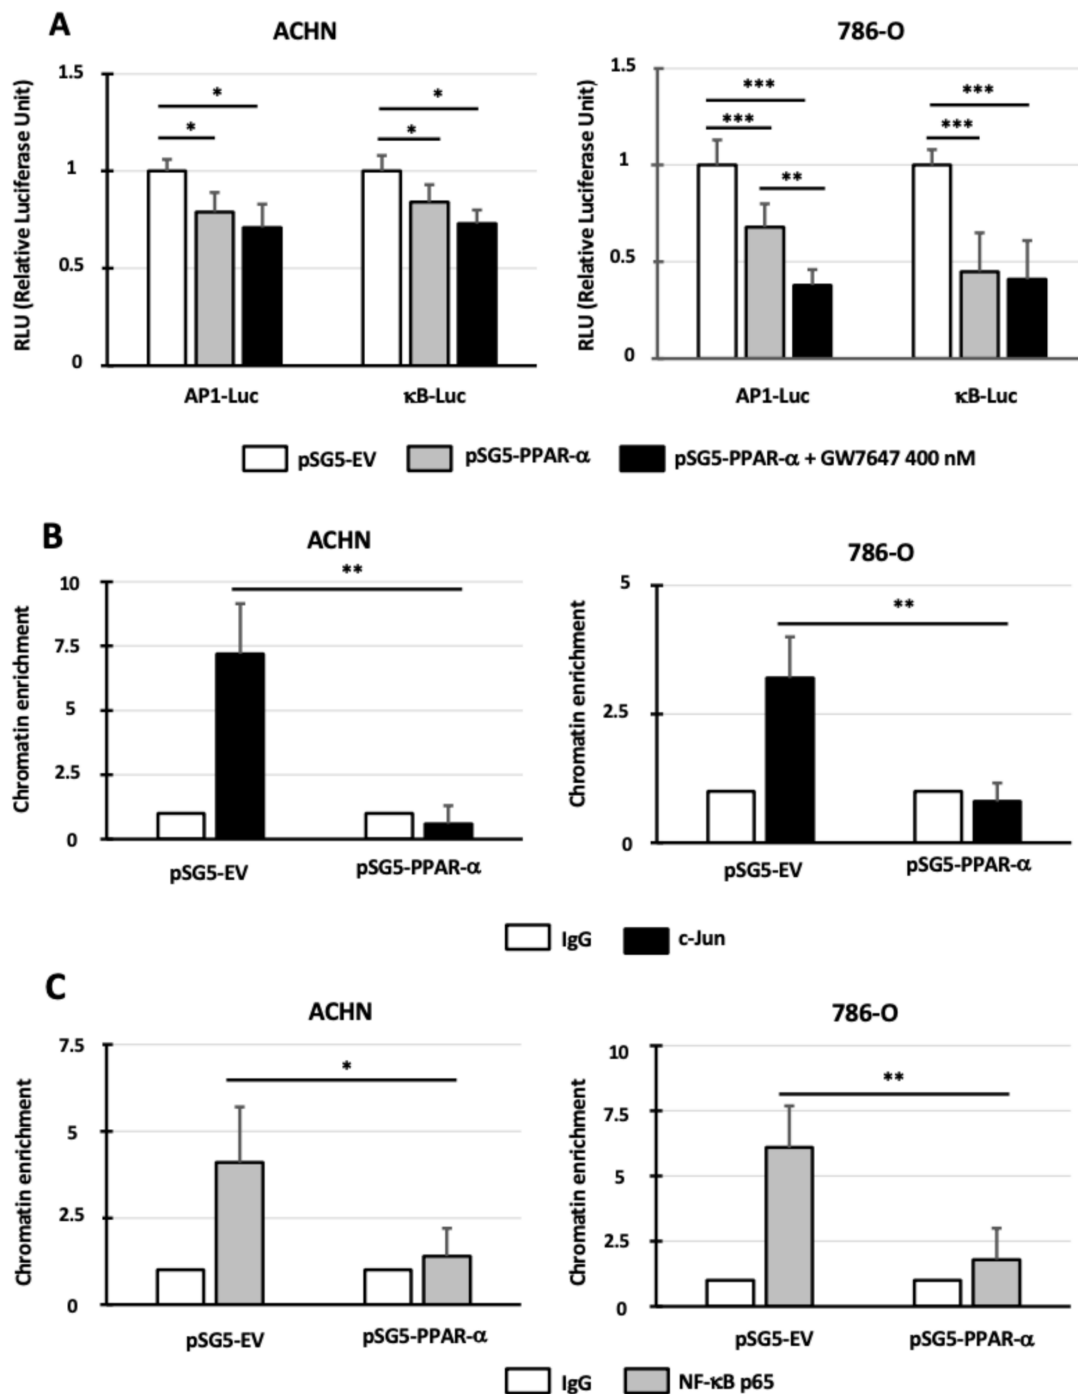 A
ACHN
786-O
RLU (Relative Luciferase Unit)
1.5
1
0.5
0
* * * *
AP1-Luc κB-Luc
RLU (Relative Luciferase Unit)
1.5
1
0.5
0
*** *** ** *** ***
AP1-Luc κB-Luc
pSG5-EV pSG5-PPAR-α pSG5-PPAR-α + GW7647 400 nM
B
ACHN
786-O
Chromatin enrichment
10
7.5
5
2.5
0
**
pSG5-EV pSG5-PPAR-α
Chromatin enrichment
5
2.5
0
**
pSG5-EV pSG5-PPAR-α
IgG c-Jun
C
ACHN
786-O
Chromatin enrichment
7.5
5
2.5
0
*
pSG5-EV pSG5-PPAR-α
Chromatin enrichment
10
7.5
5
2.5
0
**
pSG5-EV pSG5-PPAR-α
IgG NF-κB p65